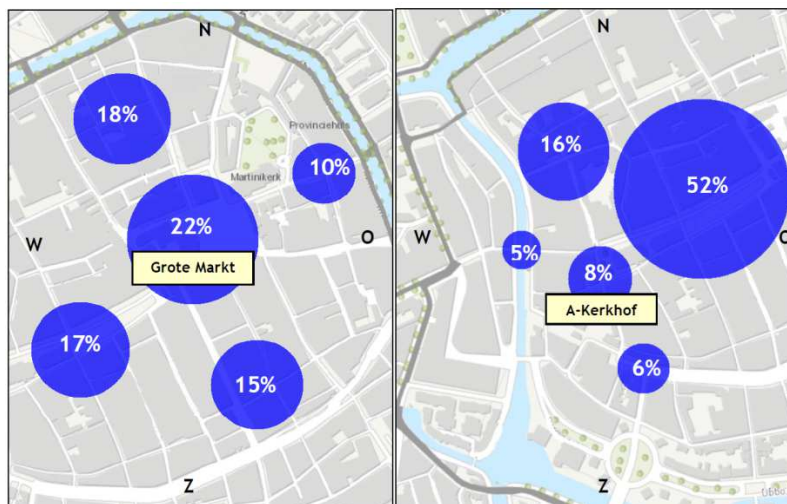 N
18%
Provinciehuis
10%
Martinikerk
22%
W
O
Grote Markt
17%
15%
Z
N
16%
52%
W
O
5%
8%
A-Kerkhof
6%
Z